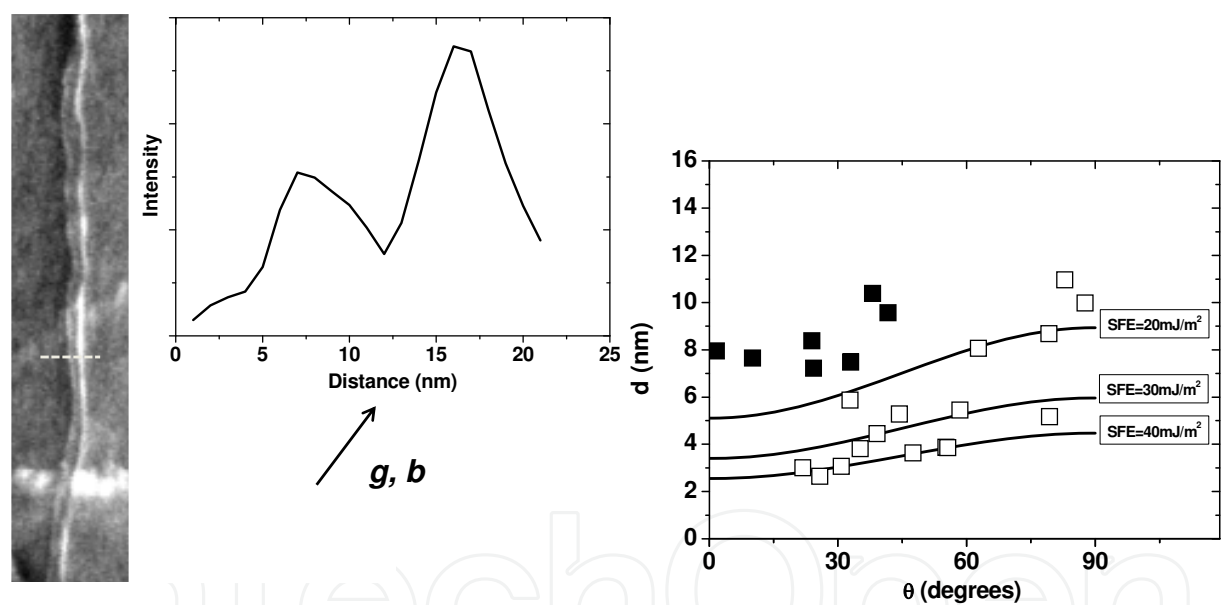 Intensity
0 5 10 15 20 25
Distance (nm)
g, b
16
14
12
10
8
6
4
2
0
d (nm)
SFE=20mJ/m²
SFE=30mJ/m²
SFE=40mJ/m²
0 30 60 90
θ (degrees)